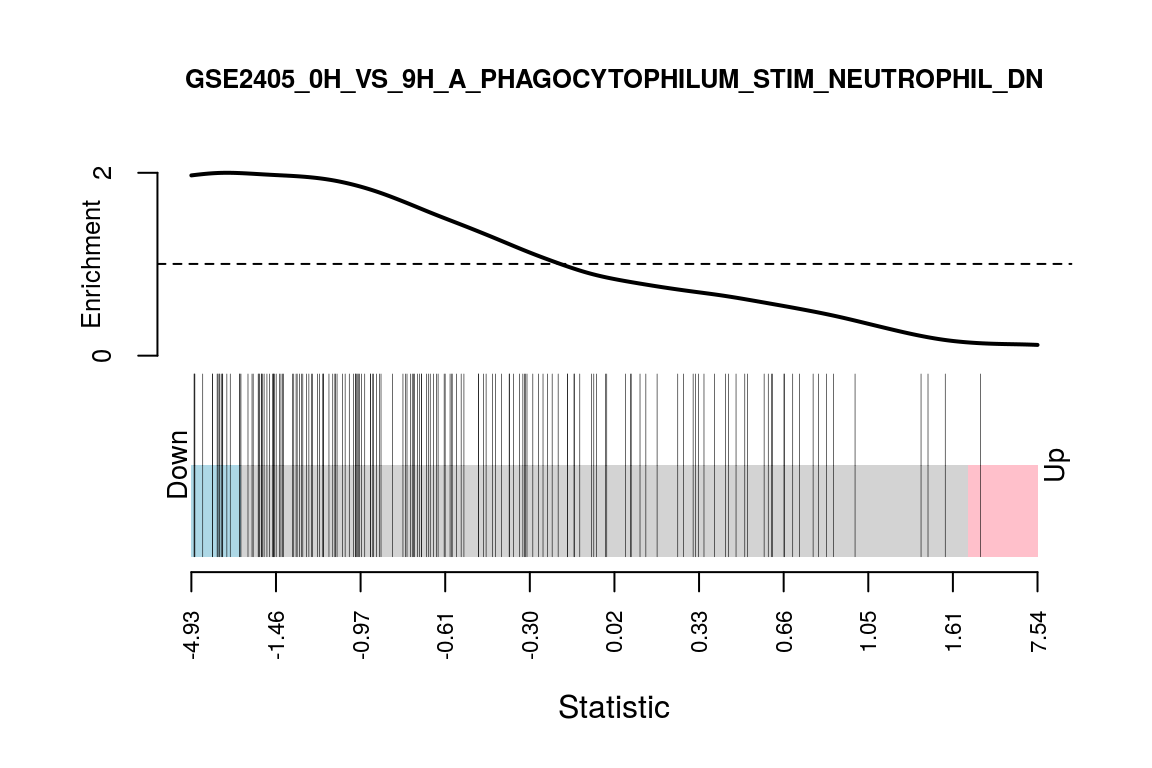 GSE2405_0H_VS_9H_A_PHAGOCYTOPHILUM_STIM_NEUTROPHIL_DN
Enrichment
2
0
Down
Up
-4.93 -1.46 -0.97 -0.61 -0.30 0.02 0.33 0.66 1.05 1.61 7.54
Statistic